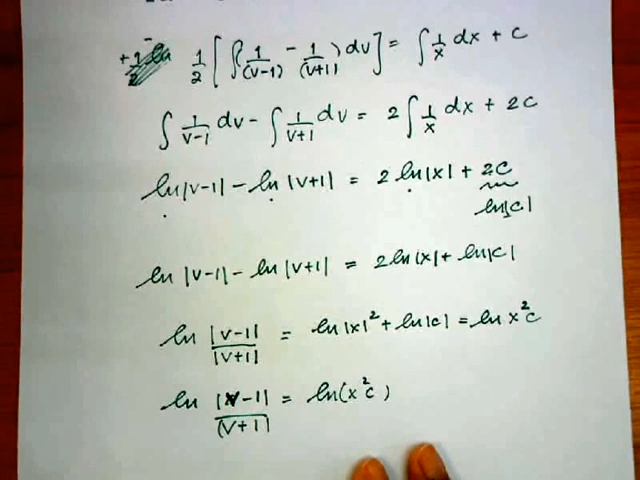 1/2 [ ∫ 1/(v-1) - 1/(v+1) ) dv ] = ∫ 1/x dx + c
∫ 1/v-1 dv - ∫ 1/v+1 dv = 2 ∫ 1/x dx + 2c
ln|v-1| - ln|v+1| = 2 ln|x| + 2c
ln|c|
ln |v-1| - ln |v+1| = 2 ln|x| + ln|c|
ln |v-1|/|v+1| = ln|x|² + ln|c| = ln x²c
ln |v-1|/(v+1| = ln(x²c)